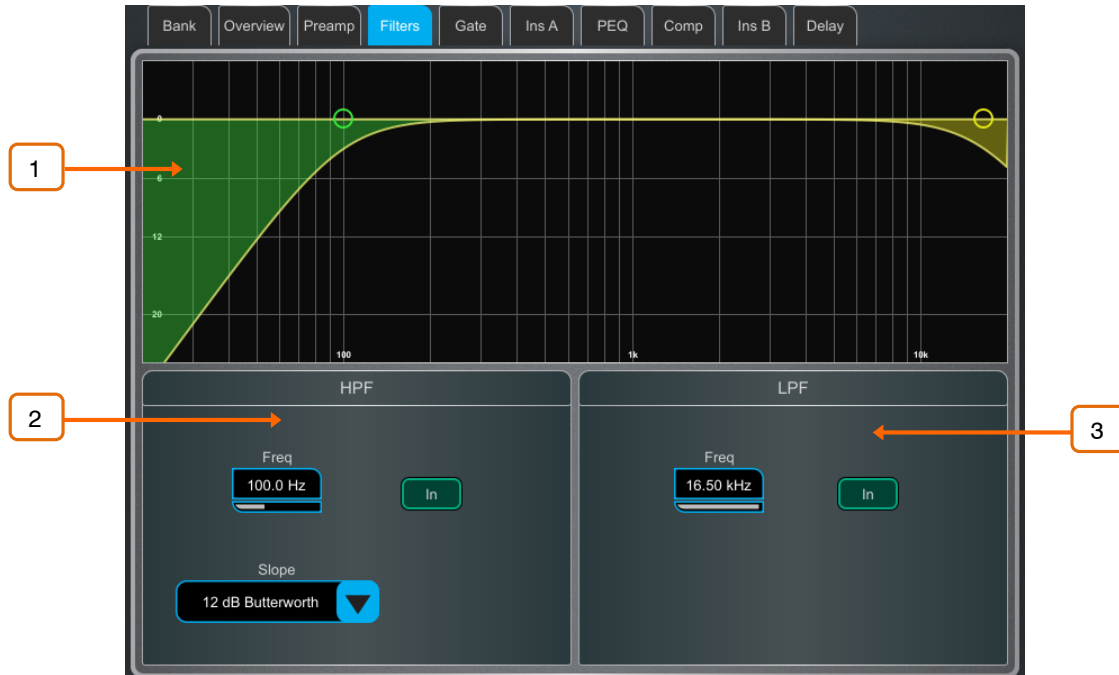 Bank Overview Preamp Filters Gate Ins A PEQ Comp Ins B Delay
0
1
6
12
20
100 1k 10k
HPF LPF
2
3
Freq Freq
100.0 Hz In 16.50 kHz In
Slope
12 dB Butterworth